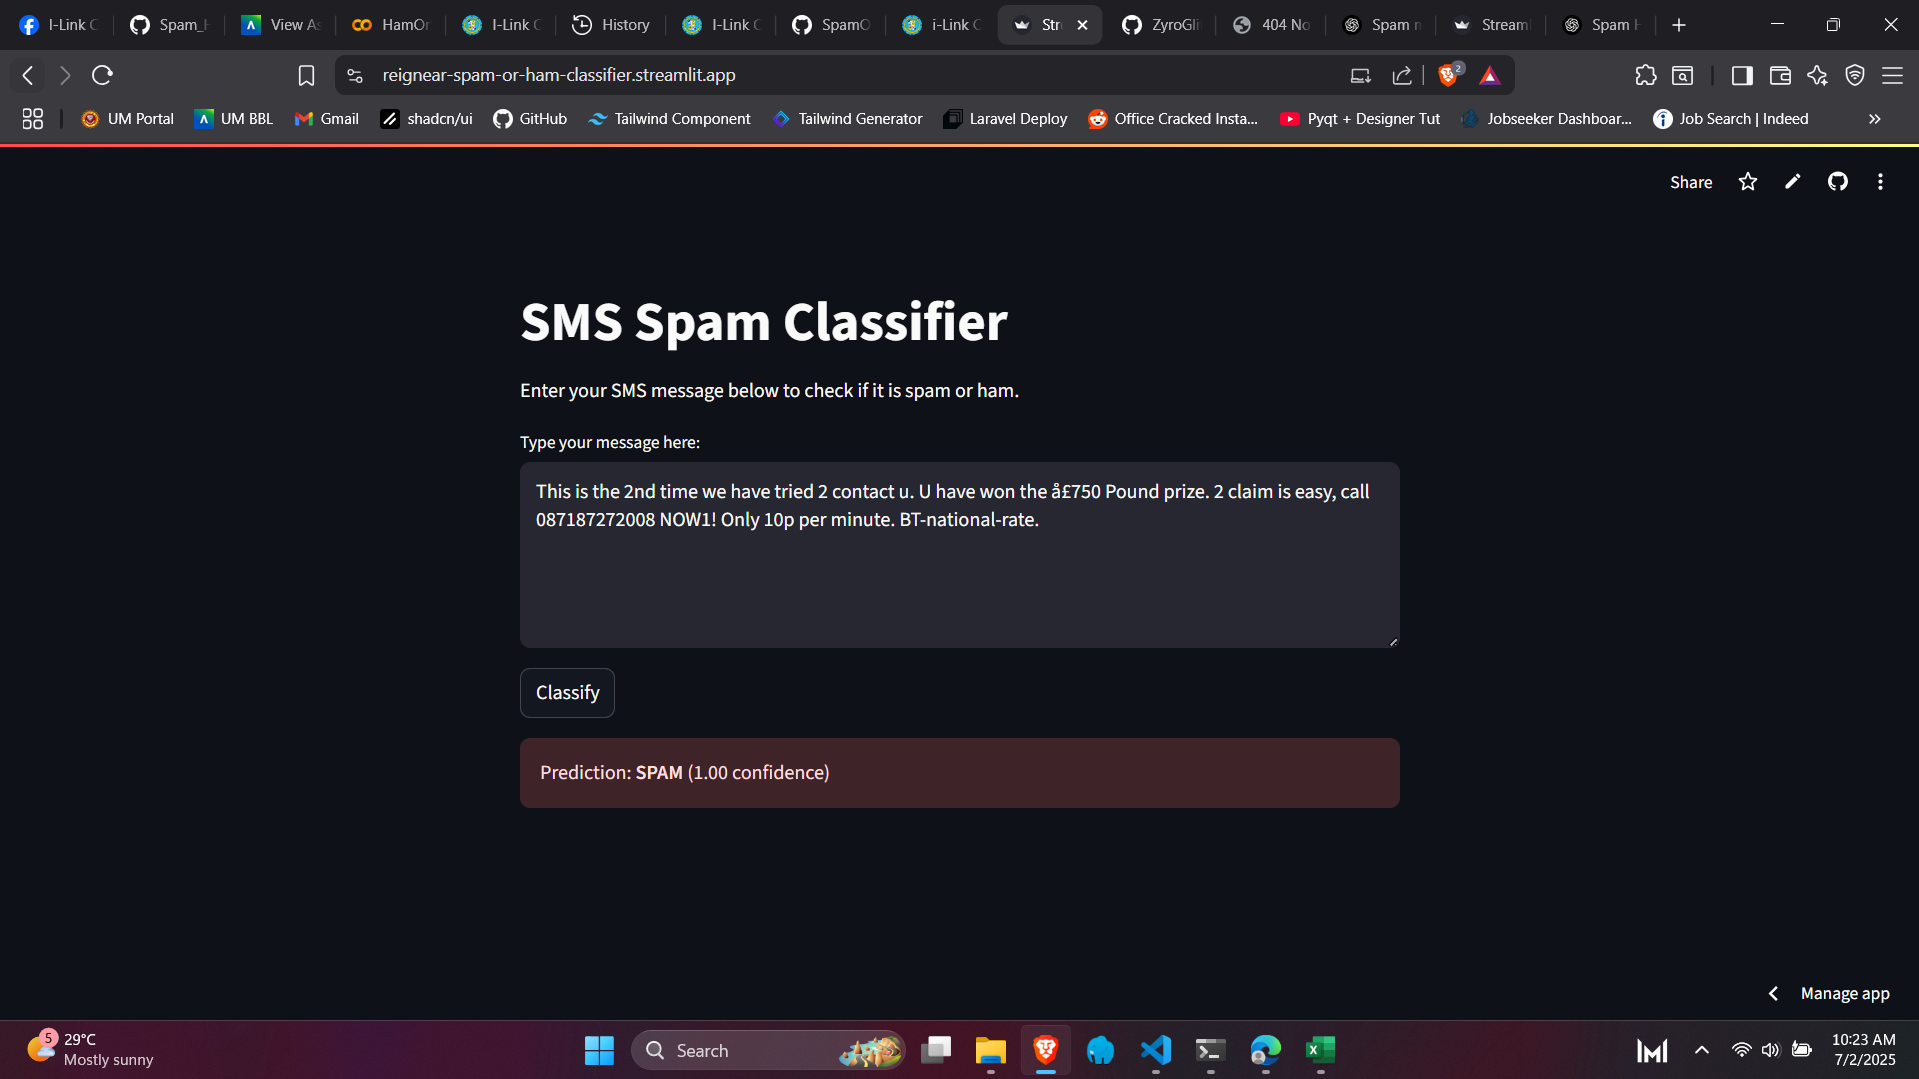 I-Link C
Spam_H
View As
HamOr
I-Link C
History
I-Link C
SpamO
i-Link C
Str
ZyroGli
404 No
Spam m
Streaml
Spam H
reignear-spam-or-ham-classifier.streamlit.app
2
UM Portal
UM BBL
Gmail
shadcn/ui
GitHub
Tailwind Component
Tailwind Generator
Laravel Deploy
Office Cracked Insta...
Pyqt + Designer Tut
Jobseeker Dashboar...
Job Search | Indeed
Share
SMS Spam Classifier
Enter your SMS message below to check if it is spam or ham.
Type your message here:
This is the 2nd time we have tried 2 contact u. U have won the å£750 Pound prize. 2 claim is easy, call
087187272008 NOW1! Only 10p per minute. BT-national-rate.
Classify
Prediction: SPAM (1.00 confidence)
Manage app
5
29°C
Mostly sunny
Search
10:23 AM
7/2/2025